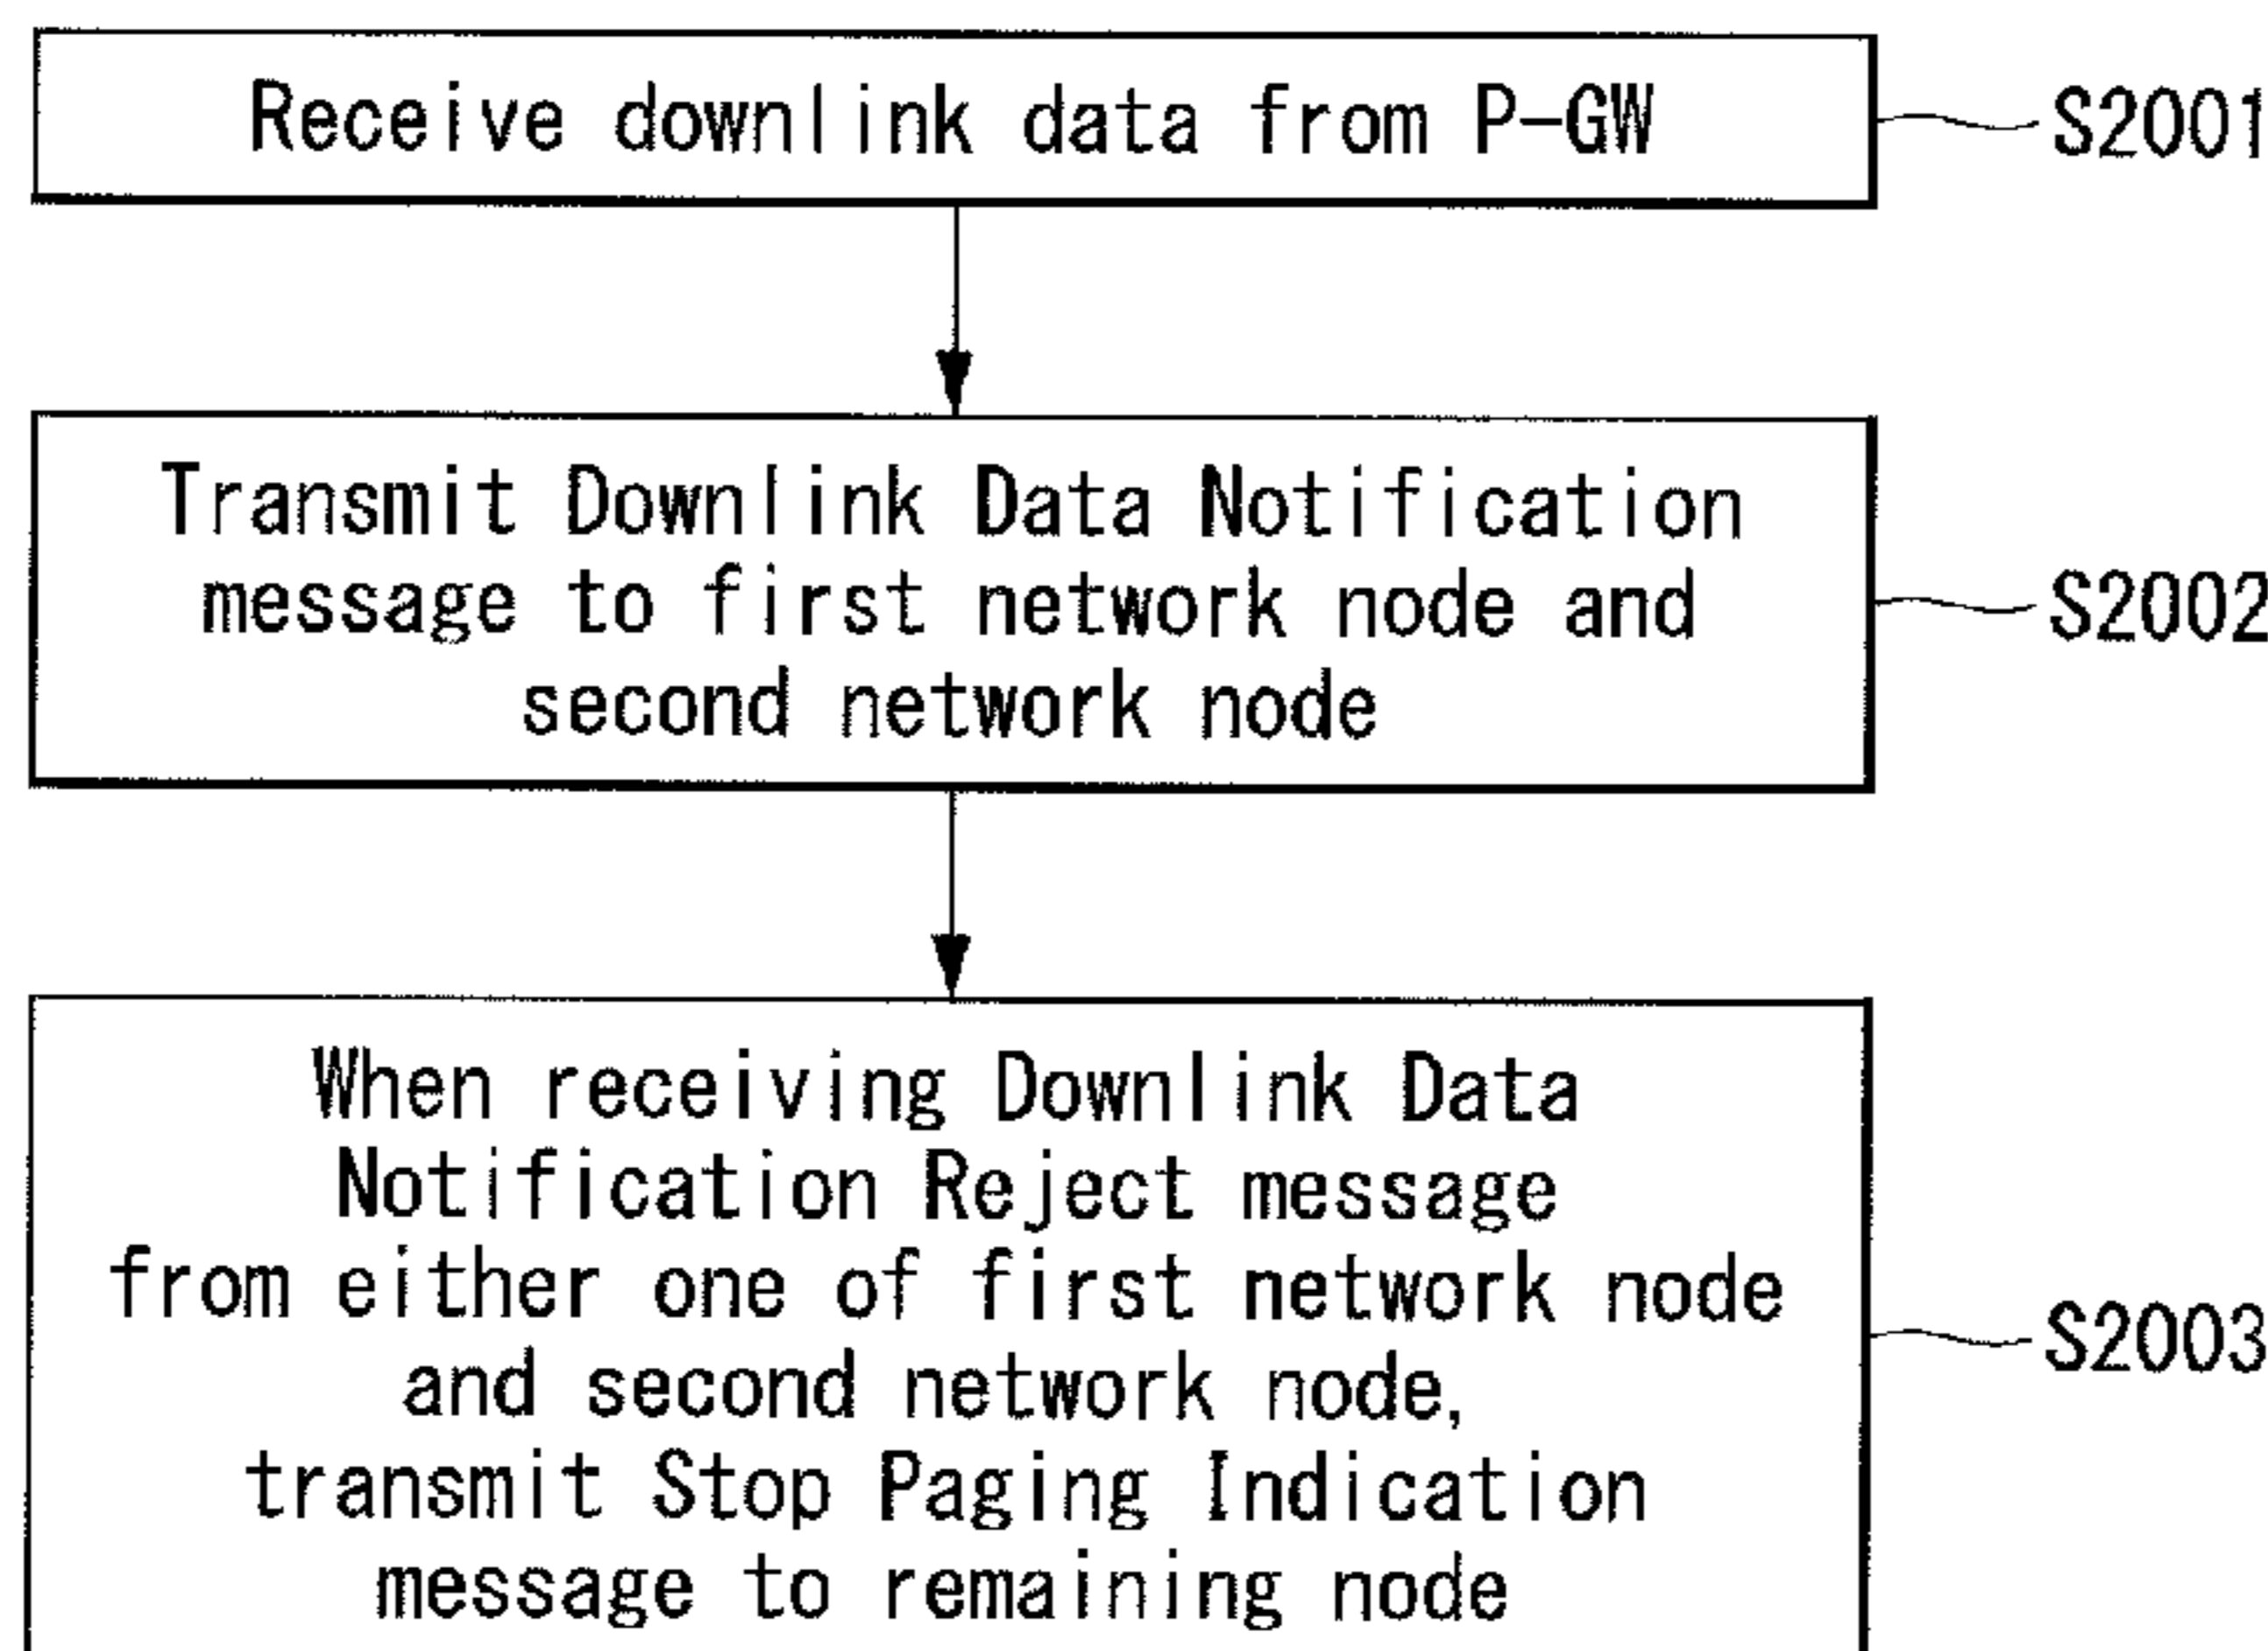 Receive downlink data from P-GW
S2001
Transmit Downlink Data Notification
message to first network node and
second network node
S2002
When receiving Downlink Data
Notification Reject message
from either one of first network node
and second network node,
transmit Stop Paging Indication
message to remaining node
S2003